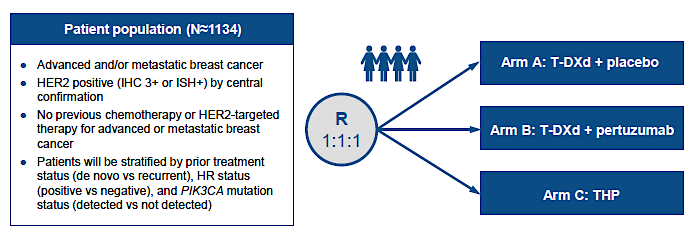 Patient population (N≈1134)
• Advanced and/or metastatic breast cancer
• HER2 positive (IHC 3+ or ISH+) by central
confirmation
• No previous chemotherapy or HER2-targeted
therapy for advanced or metastatic breast
cancer
• Patients will be stratified by prior treatment
status (de novo vs recurrent), HR status
(positive vs negative), and PIK3CA mutation
status (detected vs not detected)
R
1:1:1
Arm A: T-DXd + placebo
Arm B: T-DXd + pertuzumab
Arm C: THP